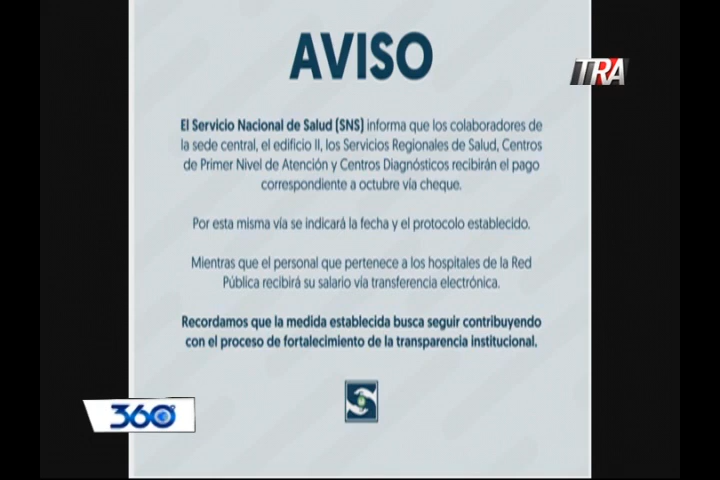 AVISO
ITRA
El Servicio Nacional de Salud (SNS) informa que los colaboradores de
la sede central, el edificio II, los Servicios Regionales de Salud, Centros
de Primer Nivel de Atención y Centros Diagnósticos recibirán el pago
correspondiente a octubre vía cheque.
Por esta misma vía se indicará la fecha y el protocolo establecido.
Mientras que el personal que pertenece a los hospitales de la Red
Pública recibirá su salario vía transferencia electrónica.
Recordamos que la medida establecida busca seguir contribuyendo
con el proceso de fortalecimiento de la transparencia institucional.
360°